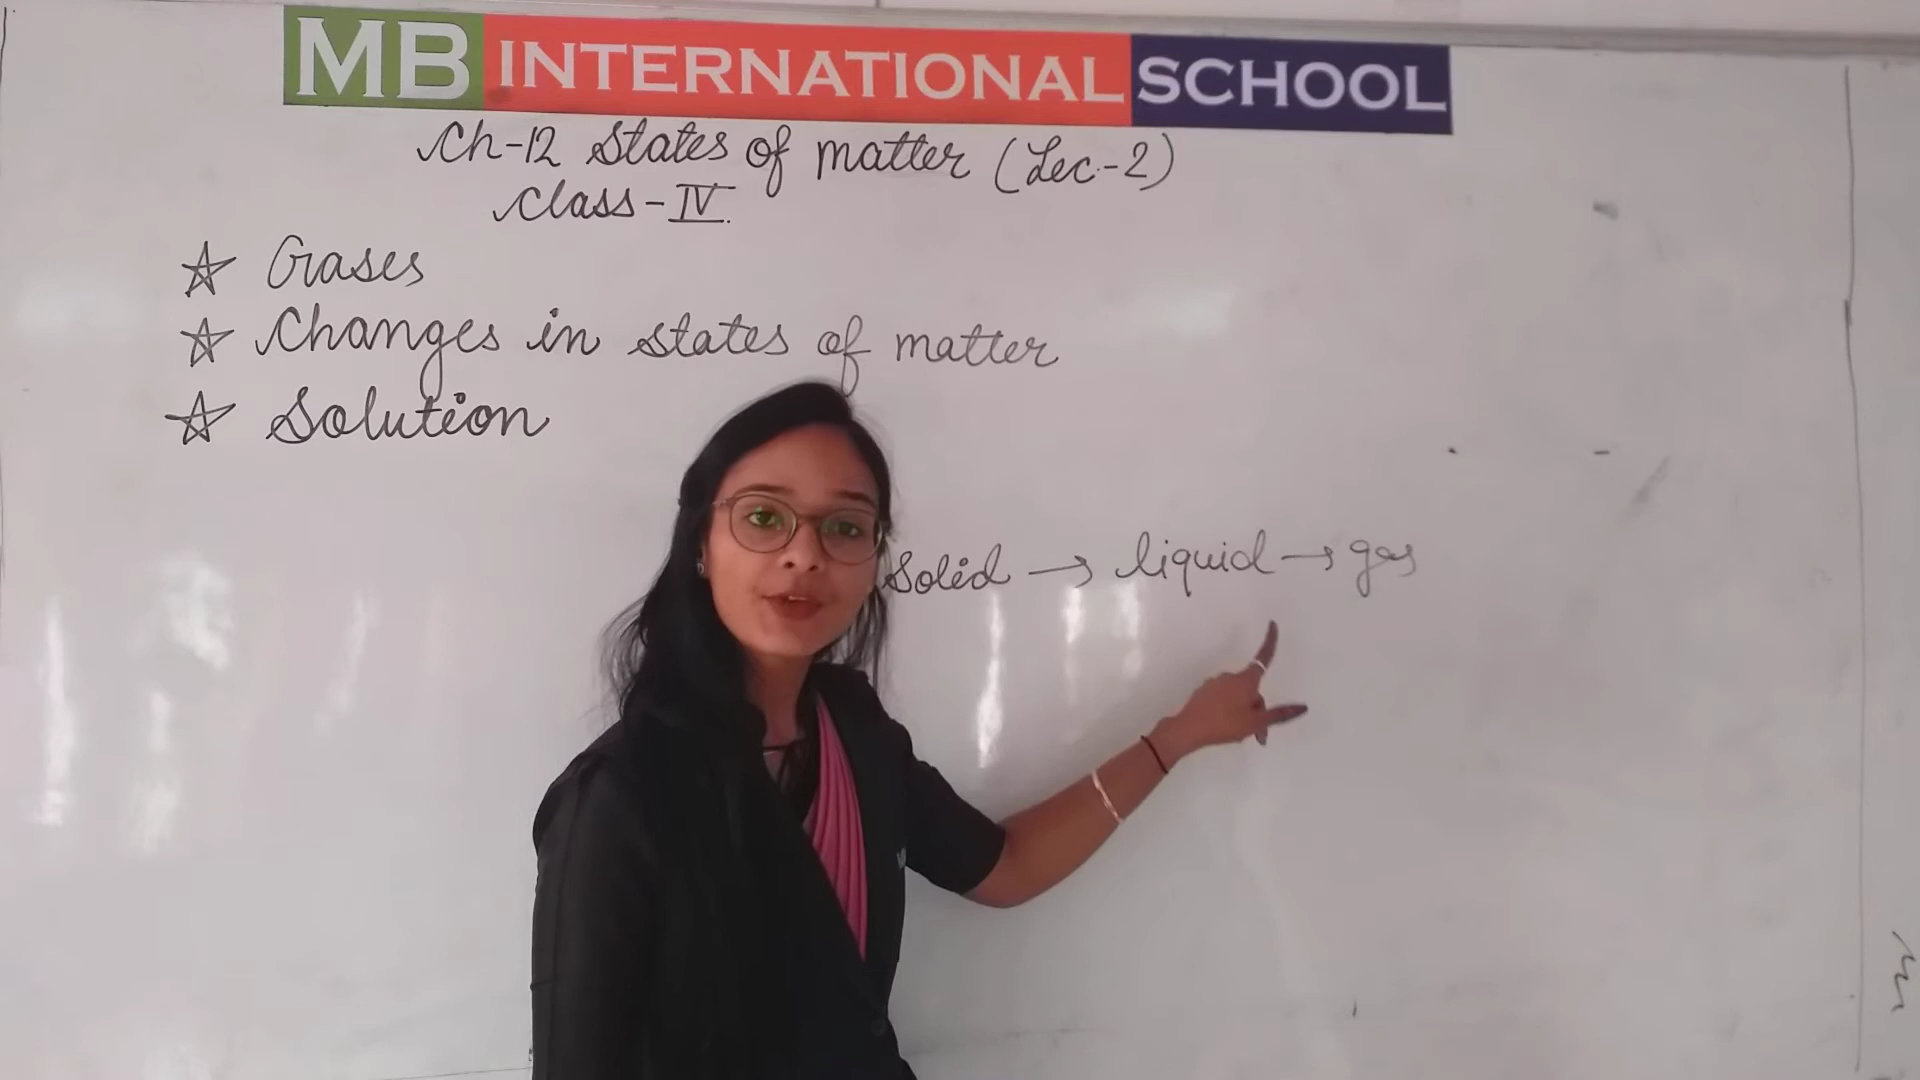 MB INTERNATIONAL SCHOOL
Ch-12 States of matter (Lec-2)
Class-IV.
☆ Gases
☆ Changes in states of matter
☆ Solution
Solid → liquid → gas